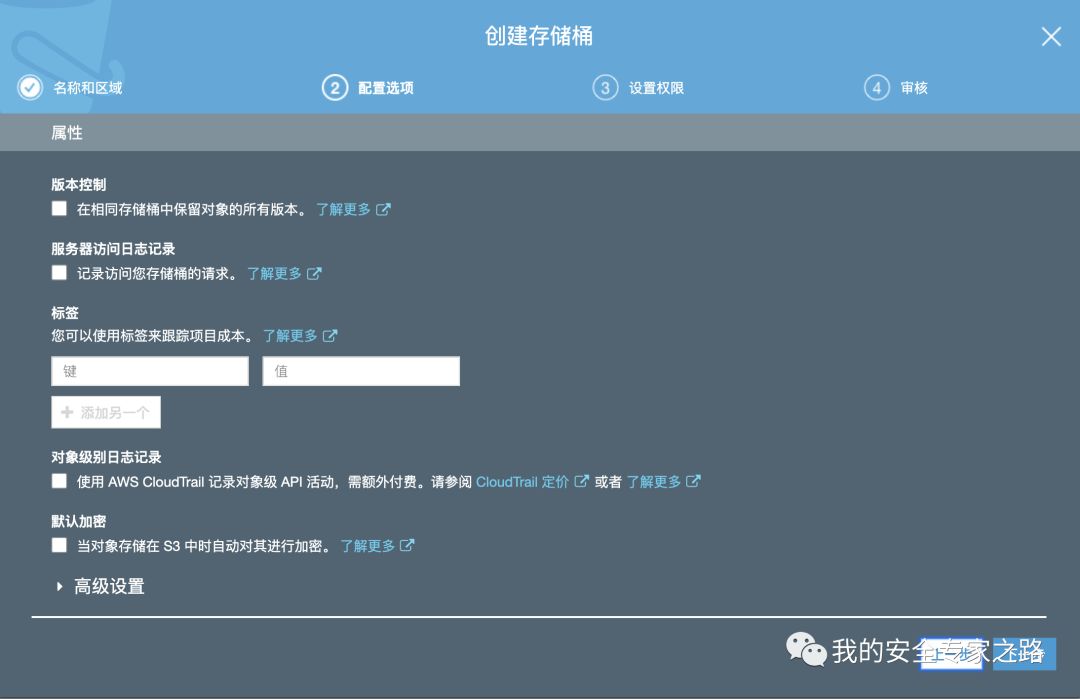 创建存储桶
名称和区域
2 配置选项
3 设置权限
4 审核
属性
版本控制
在相同存储桶中保留对象的所有版本。 了解更多
服务器访问日志记录
记录访问您存储桶的请求。 了解更多
标签
您可以使用标签来跟踪项目成本。 了解更多
键 值
添加另一个
对象级别日志记录
使用 AWS CloudTrail 记录对象级 API 活动，需额外付费。请参阅 CloudTrail 定价 或者 了解更多
默认加密
当对象存储在 S3 中时自动对其进行加密。 了解更多
高级设置
我的安全专家之路